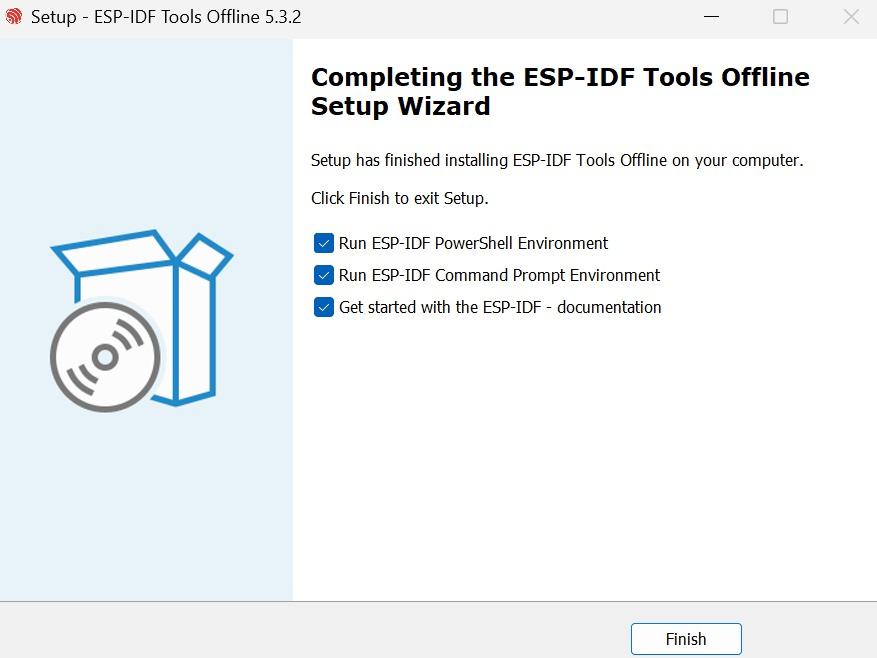 Setup - ESP-IDF Tools Offline 5.3.2
Completing the ESP-IDF Tools Offline
Setup Wizard
Setup has finished installing ESP-IDF Tools Offline on your computer.
Click Finish to exit Setup.
Run ESP-IDF PowerShell Environment
Run ESP-IDF Command Prompt Environment
Get started with the ESP-IDF - documentation
Finish